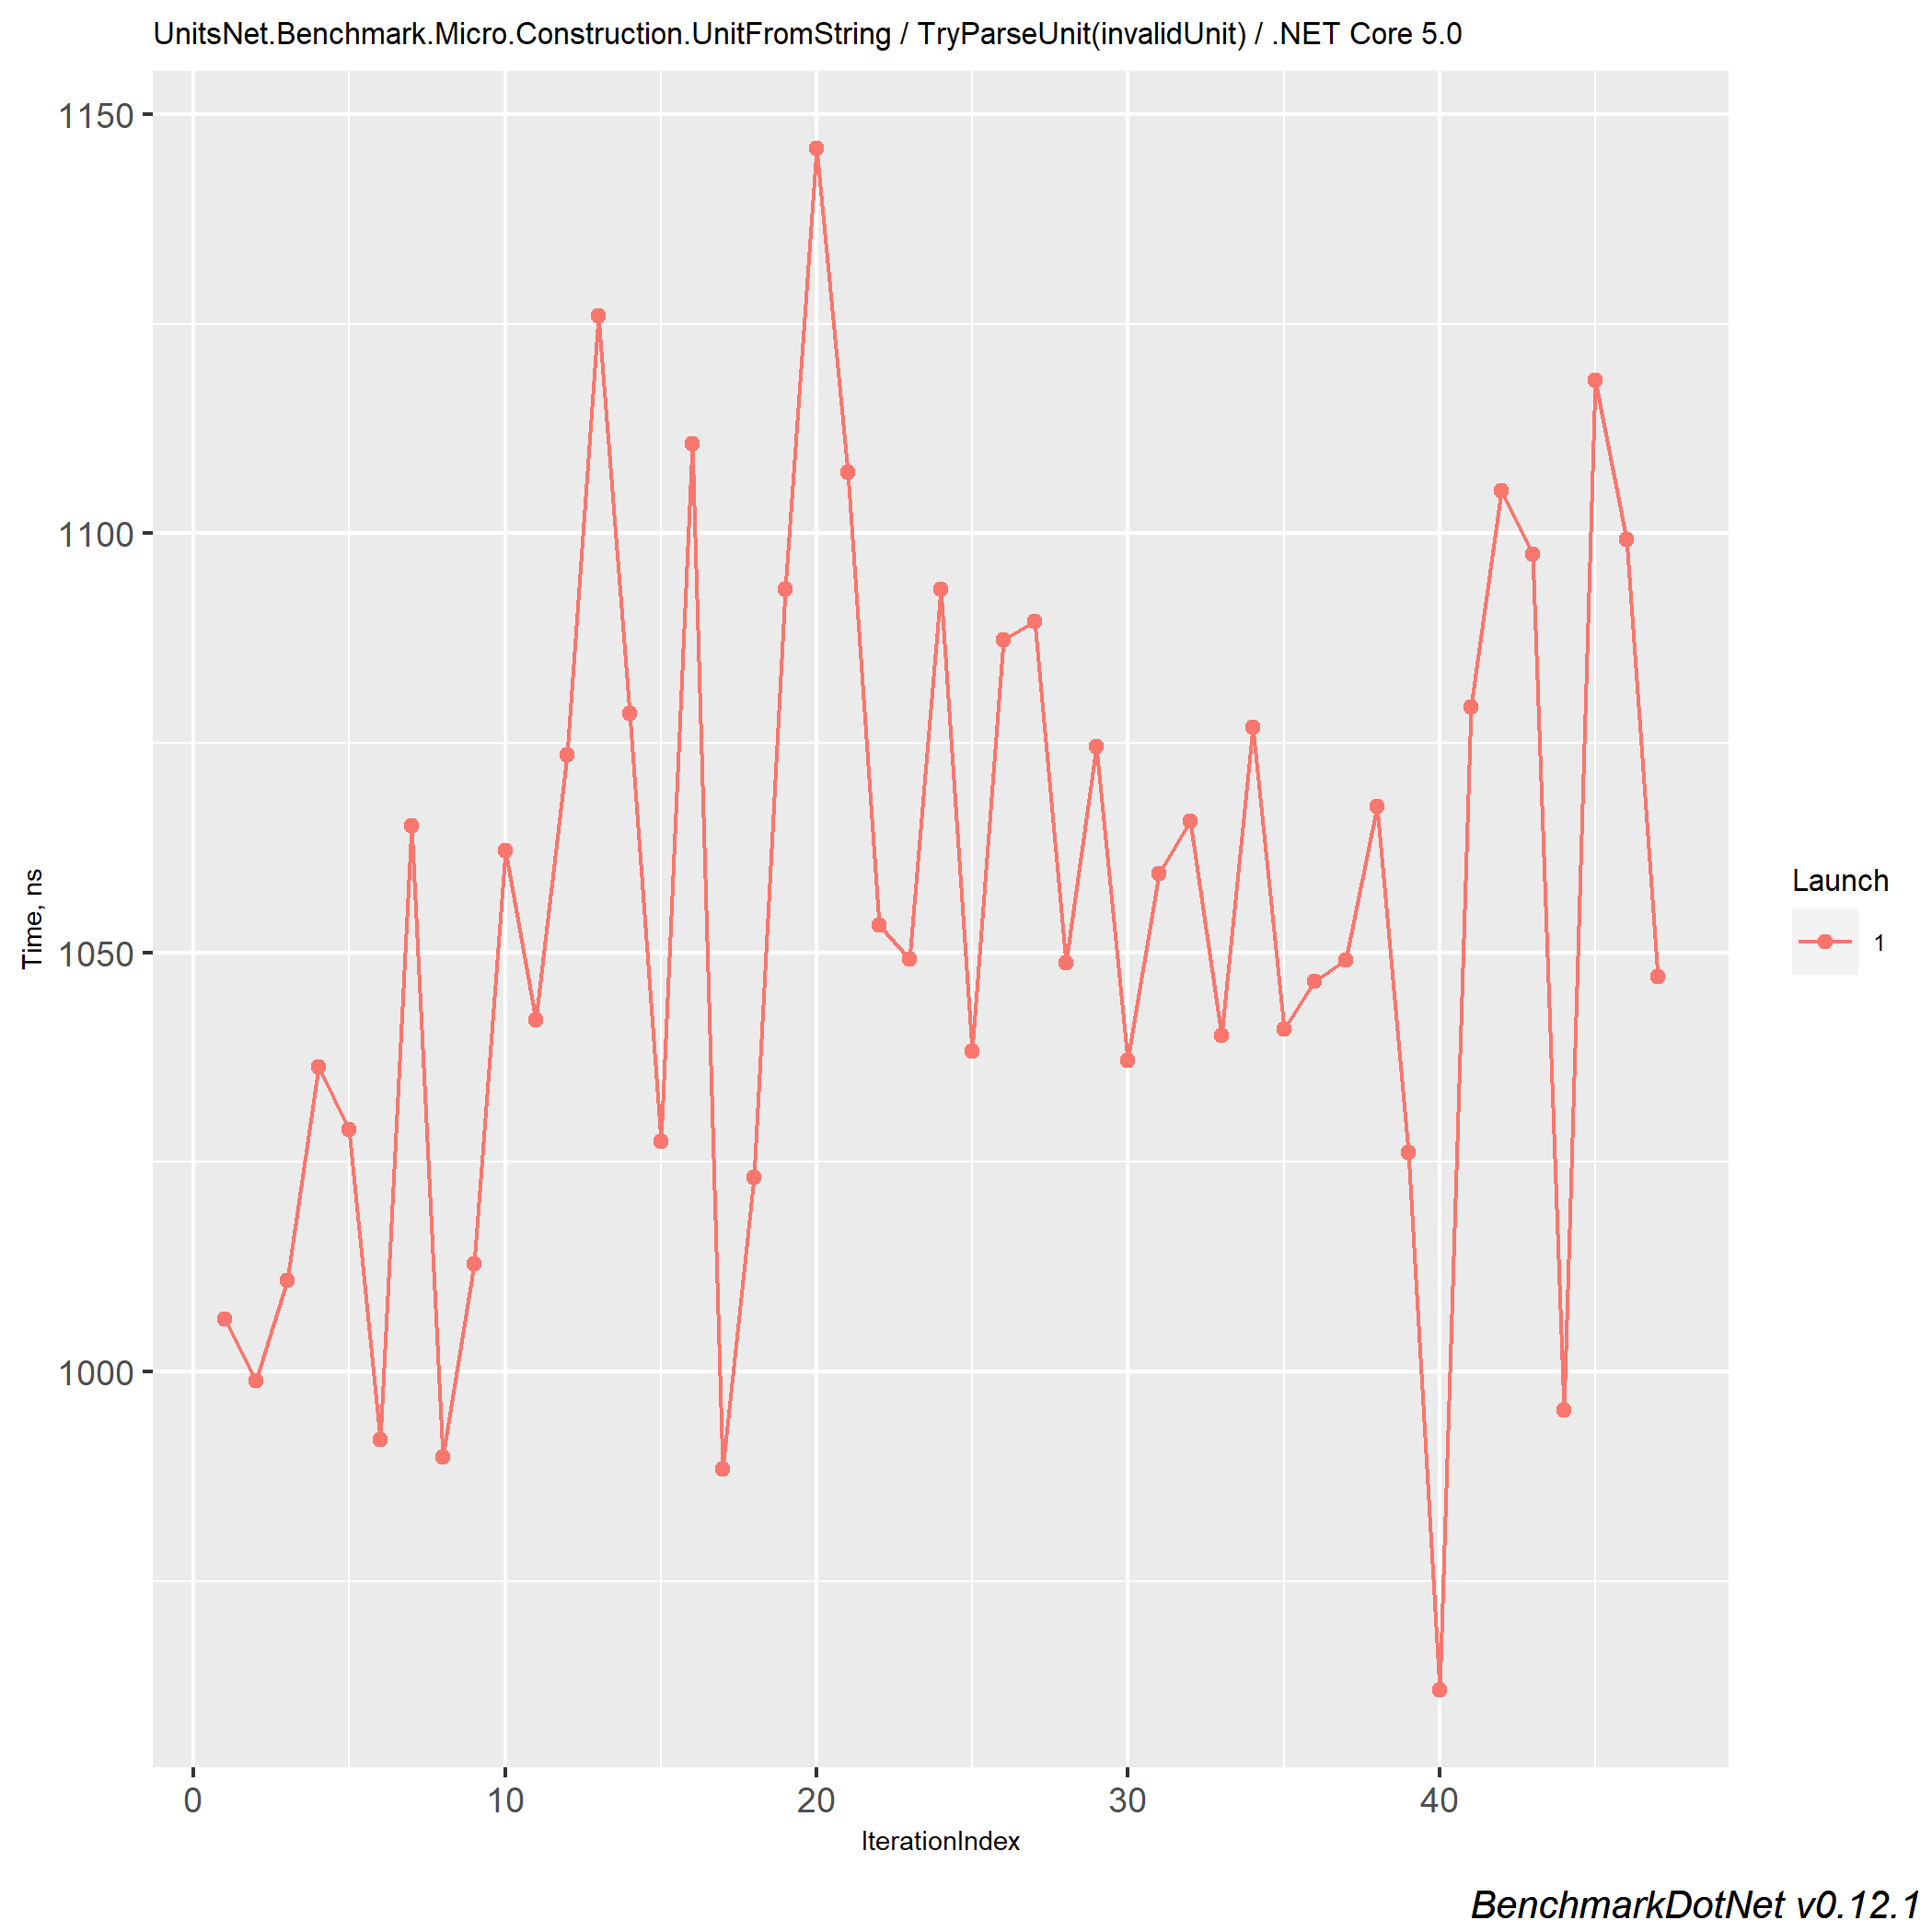 UnitsNet.Benchmark.Micro.Construction.UnitFromString / TryParseUnit(invalidUnit) / .NET Core 5.0
1150
1100
1050
1000
Time, ns
0 10 20 30 40
IterationIndex
Launch
1
BenchmarkDotNet v0.12.1